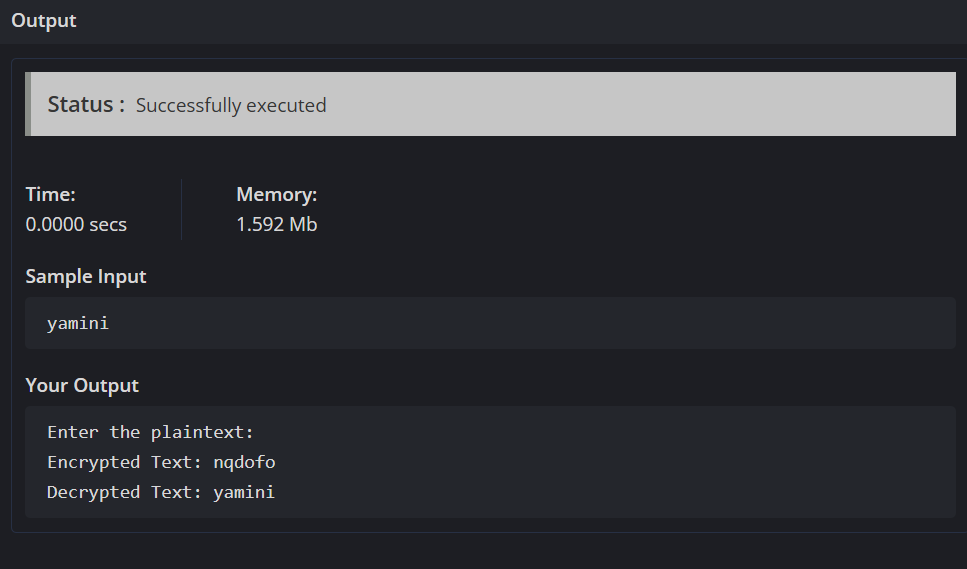 Output
Status : Successfully executed
Time:
0.0000 secs
Memory:
1.592 Mb
Sample Input
yamini
Your Output
Enter the plaintext:
Encrypted Text: nqdofo
Decrypted Text: yamini